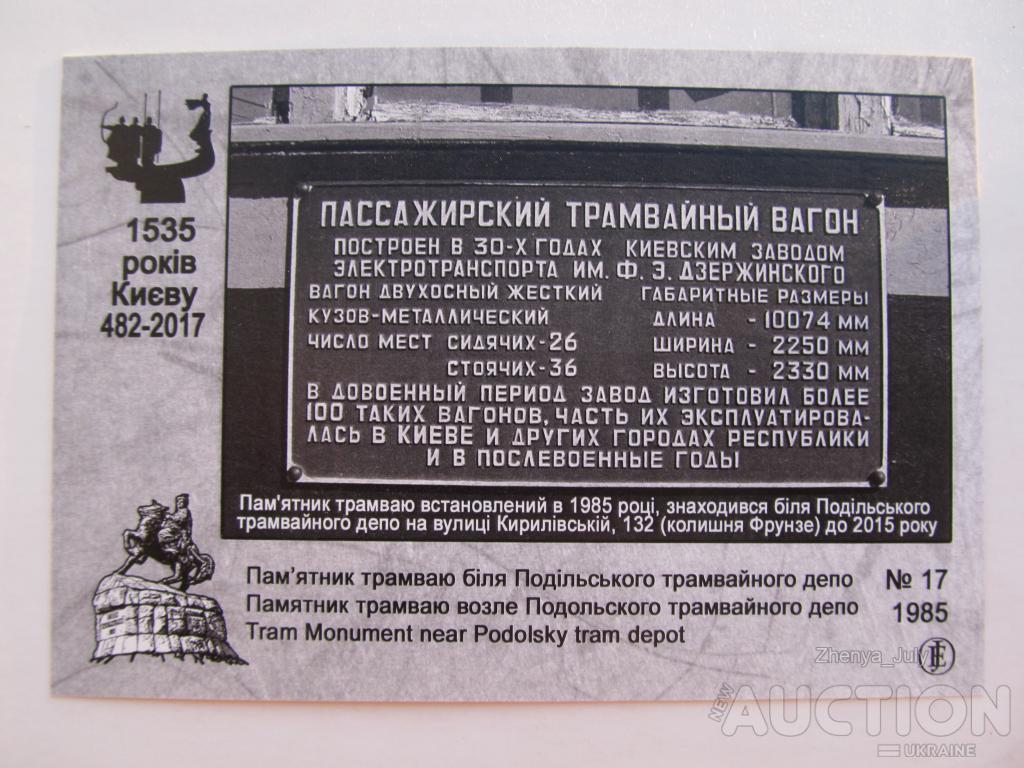 1535
років
Києву
482-2017
ПАССАЖИРСКИЙ ТРАМВАЙНЫЙ ВАГОН
ПОСТРОЕН В 30-Х ГОДАХ КИЕВСКИМ ЗАВОДОМ
ЭЛЕКТРОТРАНСПОРТА ИМ. Ф. Э. ДЗЕРЖИНСКОГО
ВАГОН ДВУХОСНЫЙ ЖЕСТКИЙ ГАБАРИТНЫЕ РАЗМЕРЫ
КУЗОВ-МЕТАЛЛИЧЕСКИЙ ДЛИНА - 10074 ММ
ЧИСЛО МЕСТ СИДЯЧИХ-26 ШИРИНА - 2250 ММ
СТОЯЧИХ-36 ВЫСОТА - 2330 ММ
В ДОВОЕННЫЙ ПЕРИОД ЗАВОД ИЗГОТОВИЛ БОЛЕЕ
100 ТАКИХ ВАГОНОВ, ЧАСТЬ ИХ ЭКСПЛУАТИРОВА-
ЛАСЬ В КИЕВЕ И ДРУГИХ ГОРОДАХ РЕСПУБЛИКИ
И В ПОСЛЕВОЕННЫЕ ГОДЫ
Пам'ятник трамваю встановлений в 1985 році, знаходився біля Подільського
трамвайного депо на вулиці Кирилівській, 132 (колишня Фрунзе) до 2015 року
Пам'ятник трамваю біля Подільського трамвайного депо № 17
Памятник трамваю возле Подольского трамвайного депо 1985
Tram Monument near Podolsky tram depot
Zhenya_July
NEW AUCTION
UKRAINE